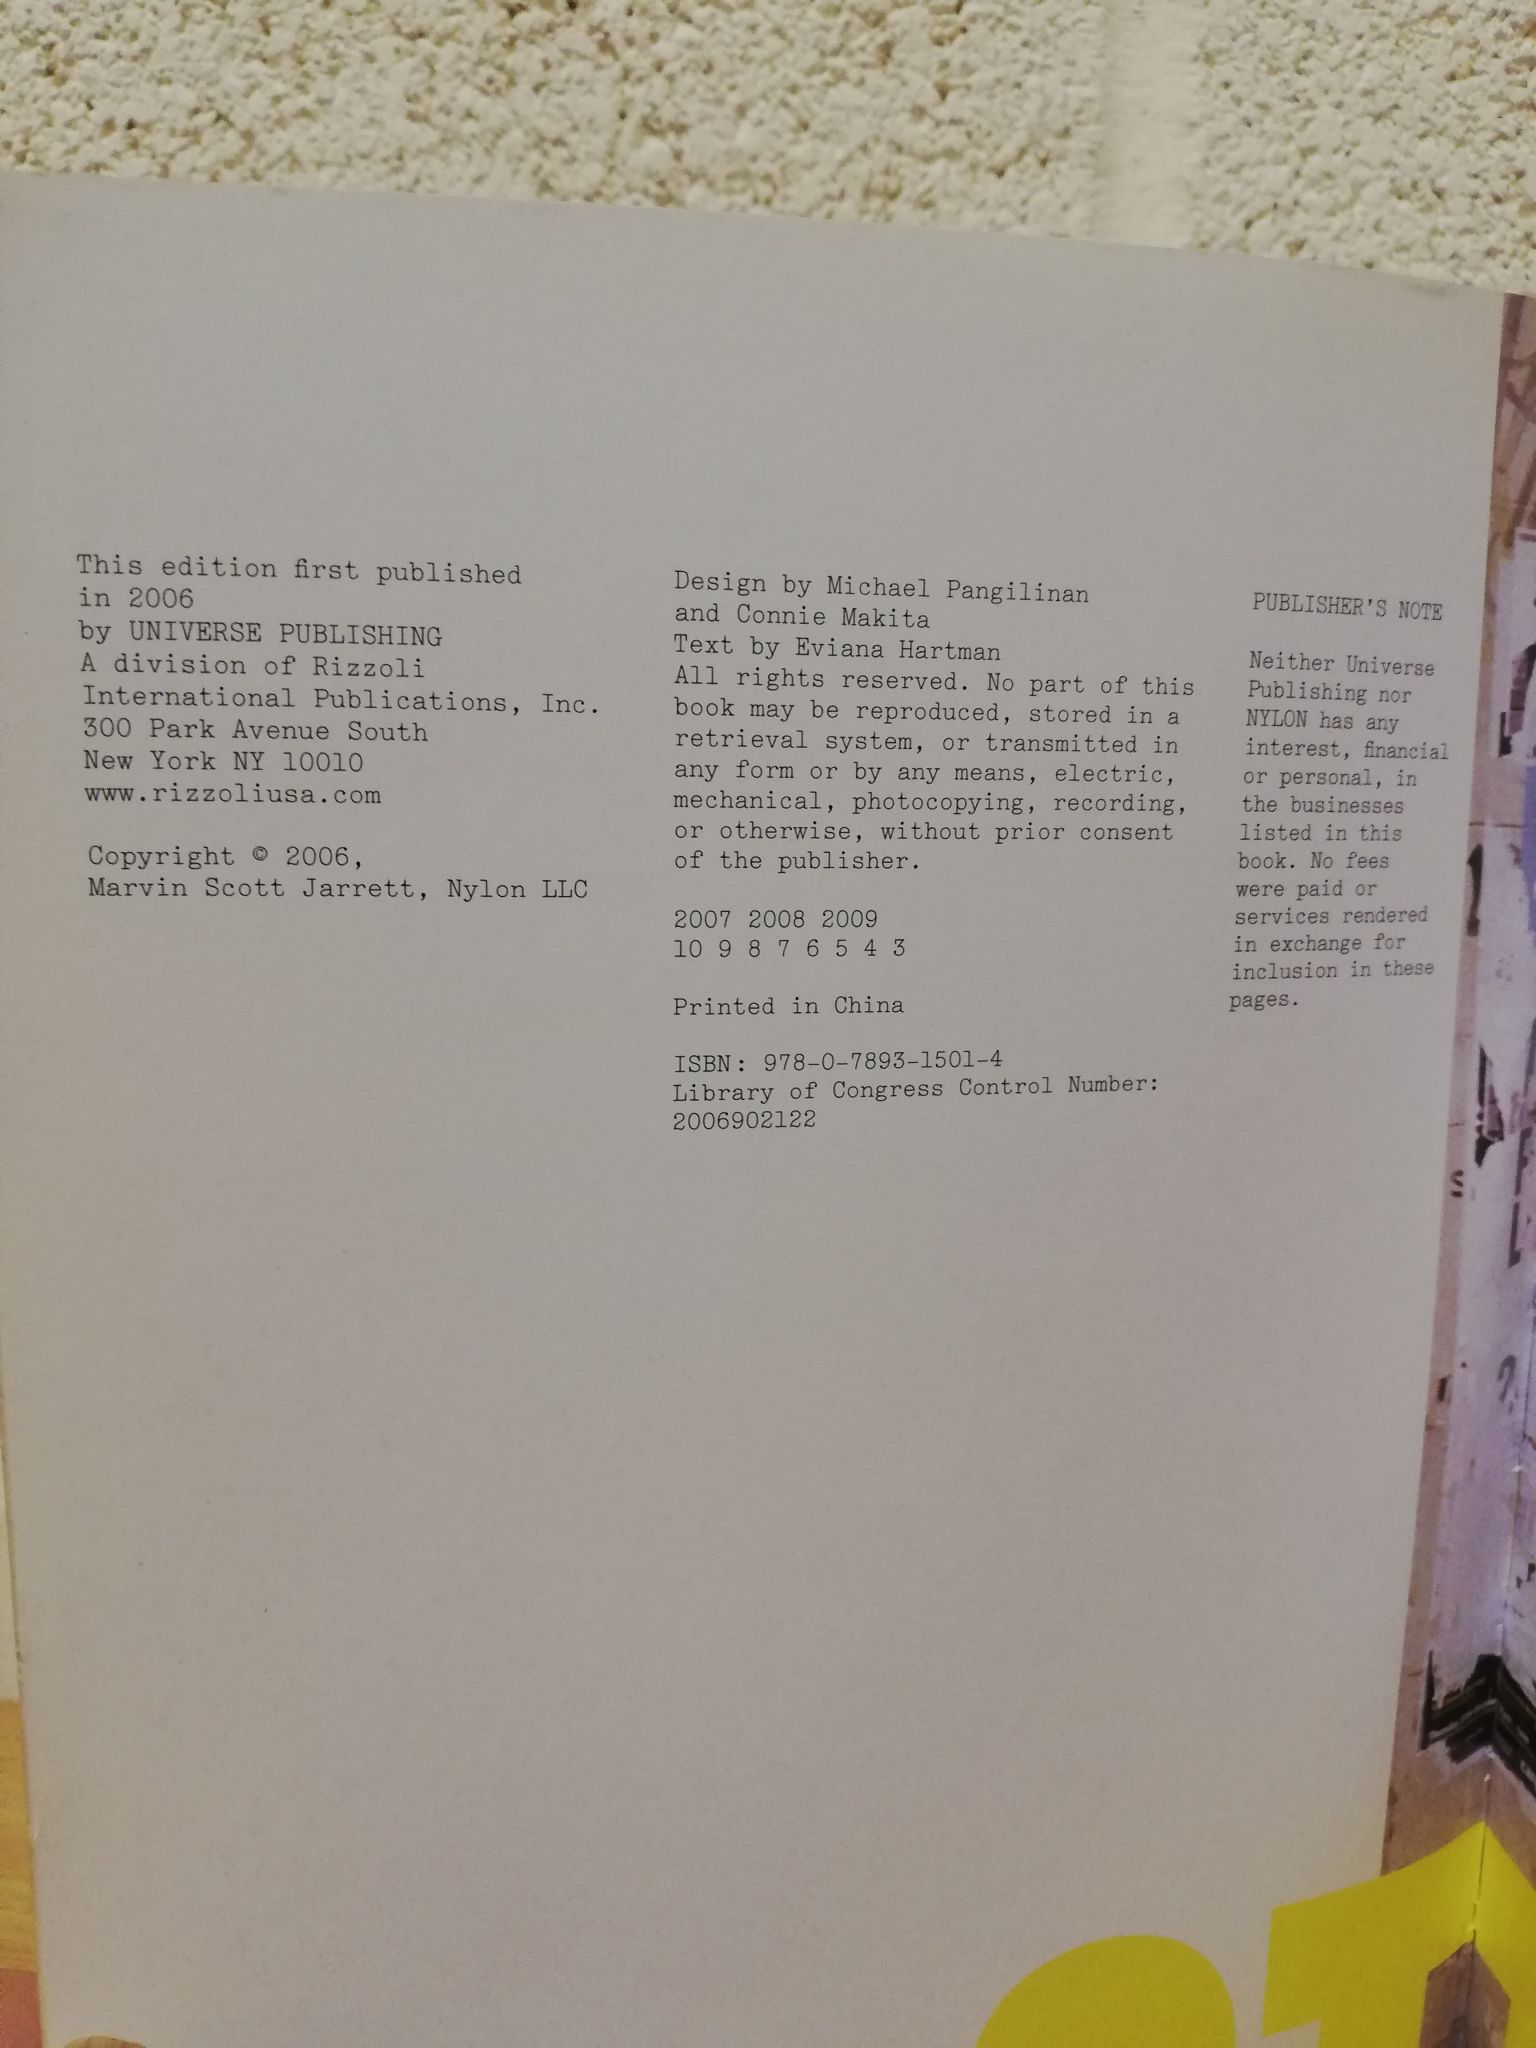 This edition first published
in 2006
by UNIVERSE PUBLISHING
A division of Rizzoli
International Publications, Inc.
300 Park Avenue South
New York NY 10010
www.rizzoliusa.com
Copyright © 2006,
Marvin Scott Jarrett, Nylon LLC
Design by Michael Pangilinan
and Connie Makita
Text by Eviana Hartman
All rights reserved. No part of this
book may be reproduced, stored in a
retrieval system, or transmitted in
any form or by any means, electric,
mechanical, photocopying, recording,
or otherwise, without prior consent
of the publisher.
2007 2008 2009
10 9 8 7 6 5 4 3
Printed in China
ISBN: 978-0-7893-1501-4
Library of Congress Control Number:
2006902122
PUBLISHER'S NOTE
Neither Universe
Publishing nor
NYLON has any
interest, financial
or personal, in
the businesses
listed in this
book. No fees
were paid or
services rendered
in exchange for
inclusion in these
pages.